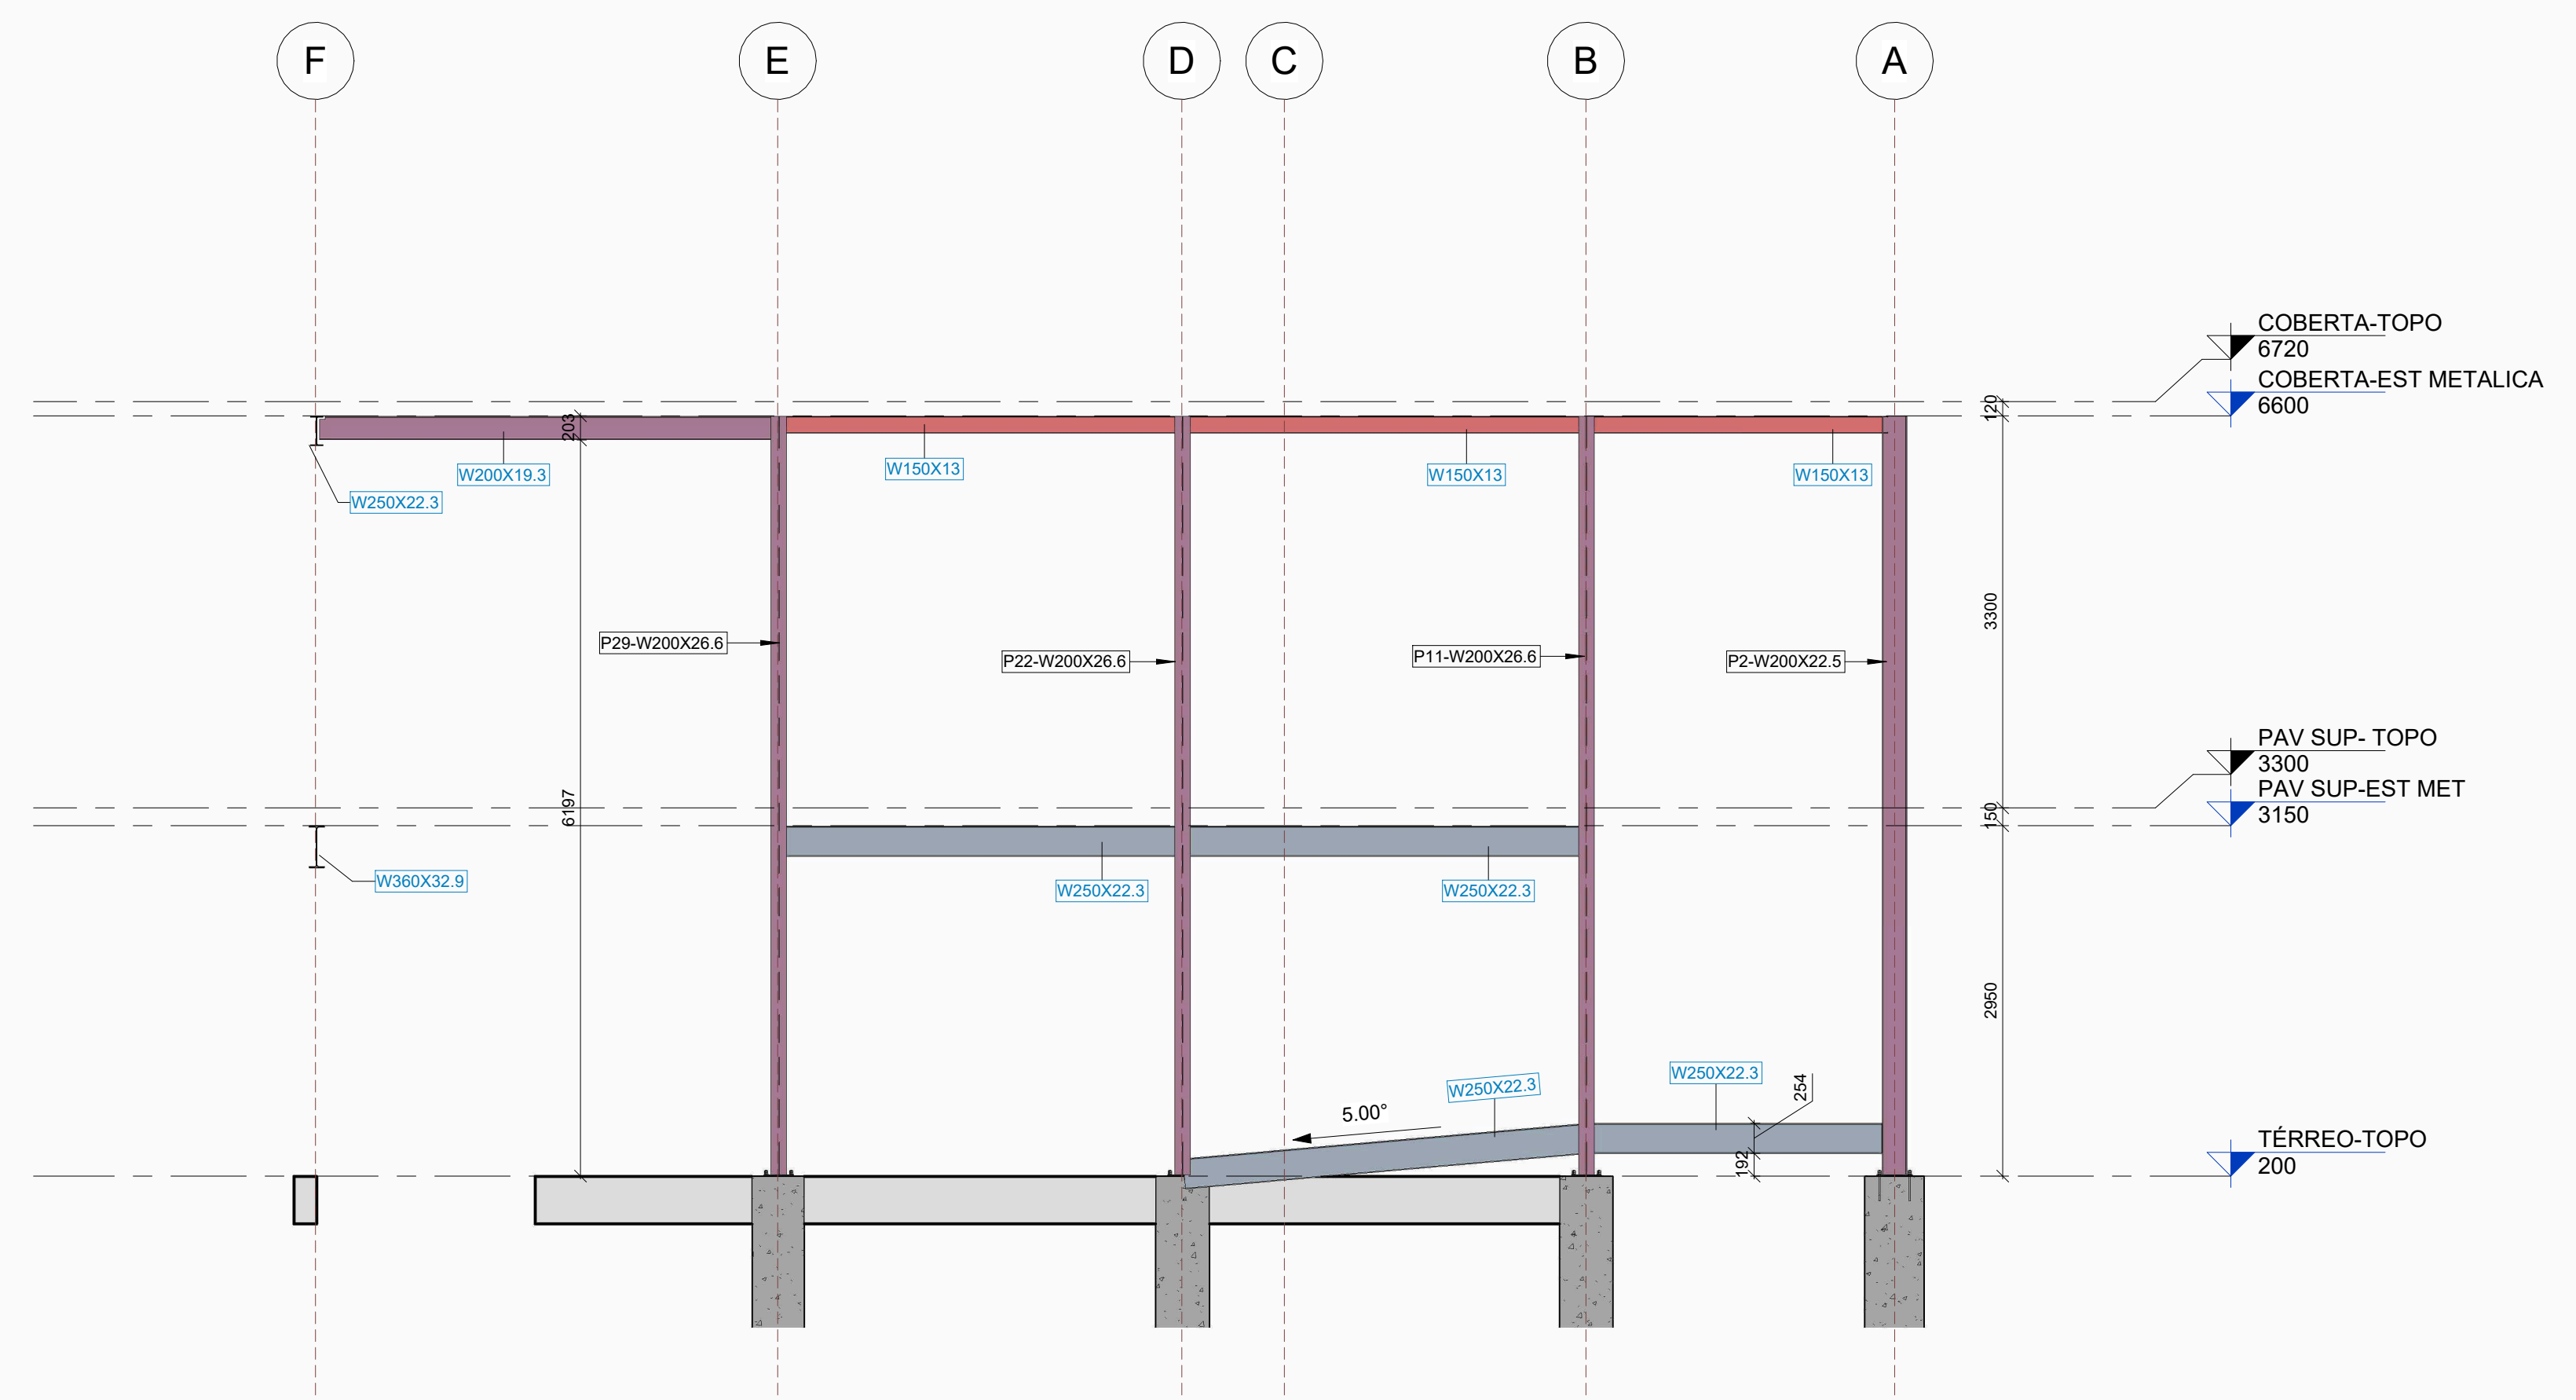 F
E
D
C
B
A
COBERTA-TOPO
6720
COBERTA-EST METALICA
6600
120
203
W200X19.3
W250X22.3
W150X13
W150X13
W150X13
3300
P29-W200X26.6
P22-W200X26.6
P11-W200X26.6
P2-W200X22.5
PAV SUP- TOPO
3300
PAV SUP-EST MET
3150
150
6197
W360X32.9
W250X22.3
W250X22.3
2950
W250X22.3
W250X22.3
254
5.00°
192
TÉRREO-TOPO
200